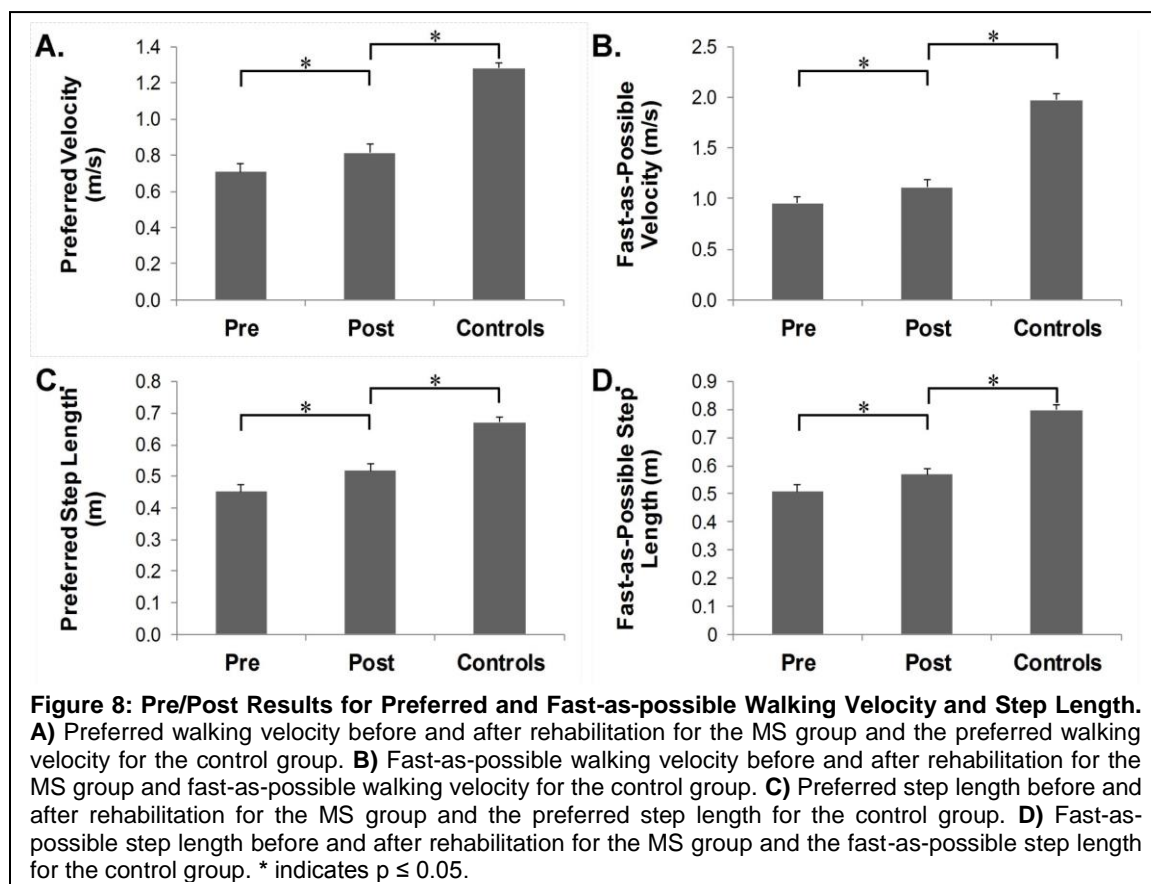 A.
*
*
Preferred Velocity
(m/s)
1.4
1.2
1.0
0.8
0.6
0.4
0.2
0.0
Pre Post Controls
B.
*
*
Fast-as-Possible
Velocity (m/s)
2.5
2.0
1.5
1.0
0.5
0.0
Pre Post Controls
C.
*
*
Preferred Step Length
(m)
0.8
0.7
0.6
0.5
0.4
0.3
0.2
0.1
0.0
Pre Post Controls
D.
*
*
Fast-as-Possible Step
Length (m)
0.9
0.8
0.7
0.6
0.5
0.4
0.3
0.2
0.1
0
Pre Post Controls
Figure 8: Pre/Post Results for Preferred and Fast-as-possible Walking Velocity and Step Length.
A) Preferred walking velocity before and after rehabilitation for the MS group and the preferred walking
velocity for the control group. B) Fast-as-possible walking velocity before and after rehabilitation for the
MS group and fast-as-possible walking velocity for the control group. C) Preferred step length before and
after rehabilitation for the MS group and the preferred step length for the control group. D) Fast-as-
possible step length before and after rehabilitation for the MS group and the fast-as-possible step length
for the control group. * indicates p ≤ 0.05.